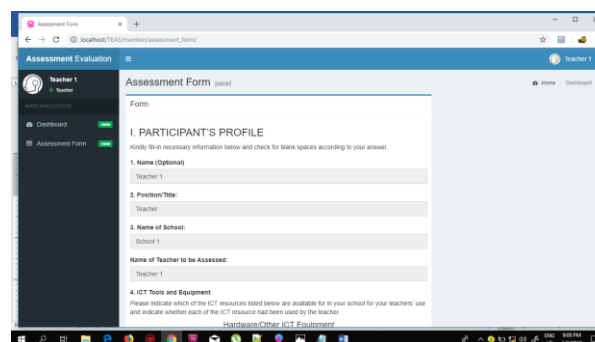 Assessment Form
localhost/TEAS/member/assessment_form/
Assessment Evaluation
Teacher 1
Teacher 1
Teacher
Assessment Form panel
Home
Dashboard
MAIN NAVIGATION
Form
Dashboard new
I. PARTICIPANT'S PROFILE
Assessment Form new
Kindly fill-in necessary information below and check for blank spaces according to your answer.
1. Name (Optional)
Teacher 1
2. Position/Title:
Teacher
3. Name of School:
School 1
Name of Teacher to be Assessed:
Teacher 1
4. ICT Tools and Equipment
Please indicate which of the ICT resources listed below are available for in your school for your teachers' use
and indicate whether each of the ICT resource had been used by the teacher.
Hardware/Other ICT Equipment
ENG
9:09 PM